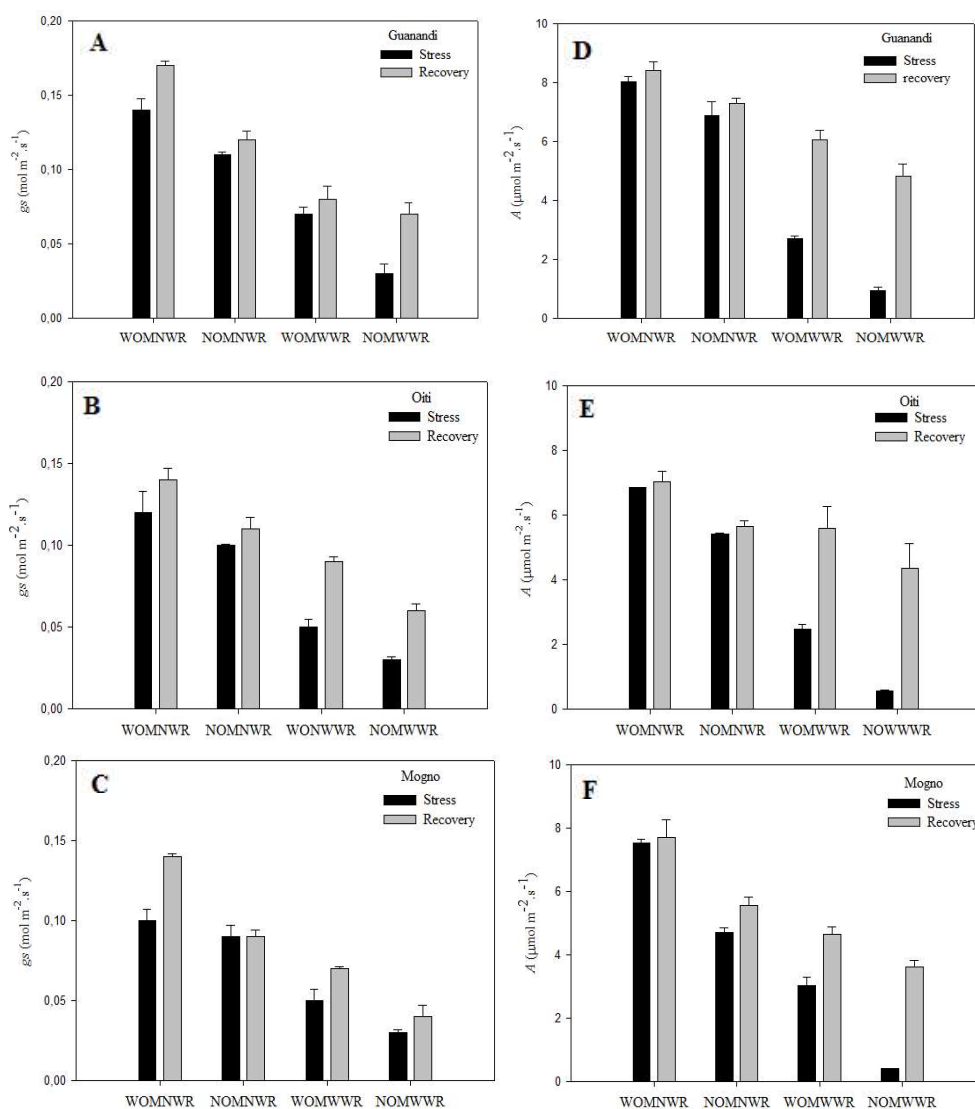 A
Guanandi
Stress
Recovery
gs (mol m-2.s-1)
0,20
0,15
0,10
0,05
0,00
WOMNWR NOMNWR WOMWWR NOMWWR
D
Guanandi
Stress
recovery
A (μmol m-2.s-1)
10
8
6
4
2
0
WOMNWR NOMNWR WOMWWR NOMWWR
B
Oiti
Stress
Recovery
gs (mol m-2.s-1)
0,20
0,15
0,10
0,05
0,00
WOMNWR NOMNWR WONWWR NOMWWR
E
Oiti
Stress
Recovery
A (μmol m-2.s-1)
10
8
6
4
2
0
WOMNWR NOMNWR WOMWWR NOWWWR
C
Mogno
Stress
Recovery
gs (mol m-2.s-1)
0,20
0,15
0,10
0,05
0,00
WOMNWR NOMNWR WOMWWR NOMWWR
F
Mogno
Stress
Recovery
A (μmol m-2.s-1)
10
8
6
4
2
0
WOMNWR NOMNWR WOMWWR NOMWWR